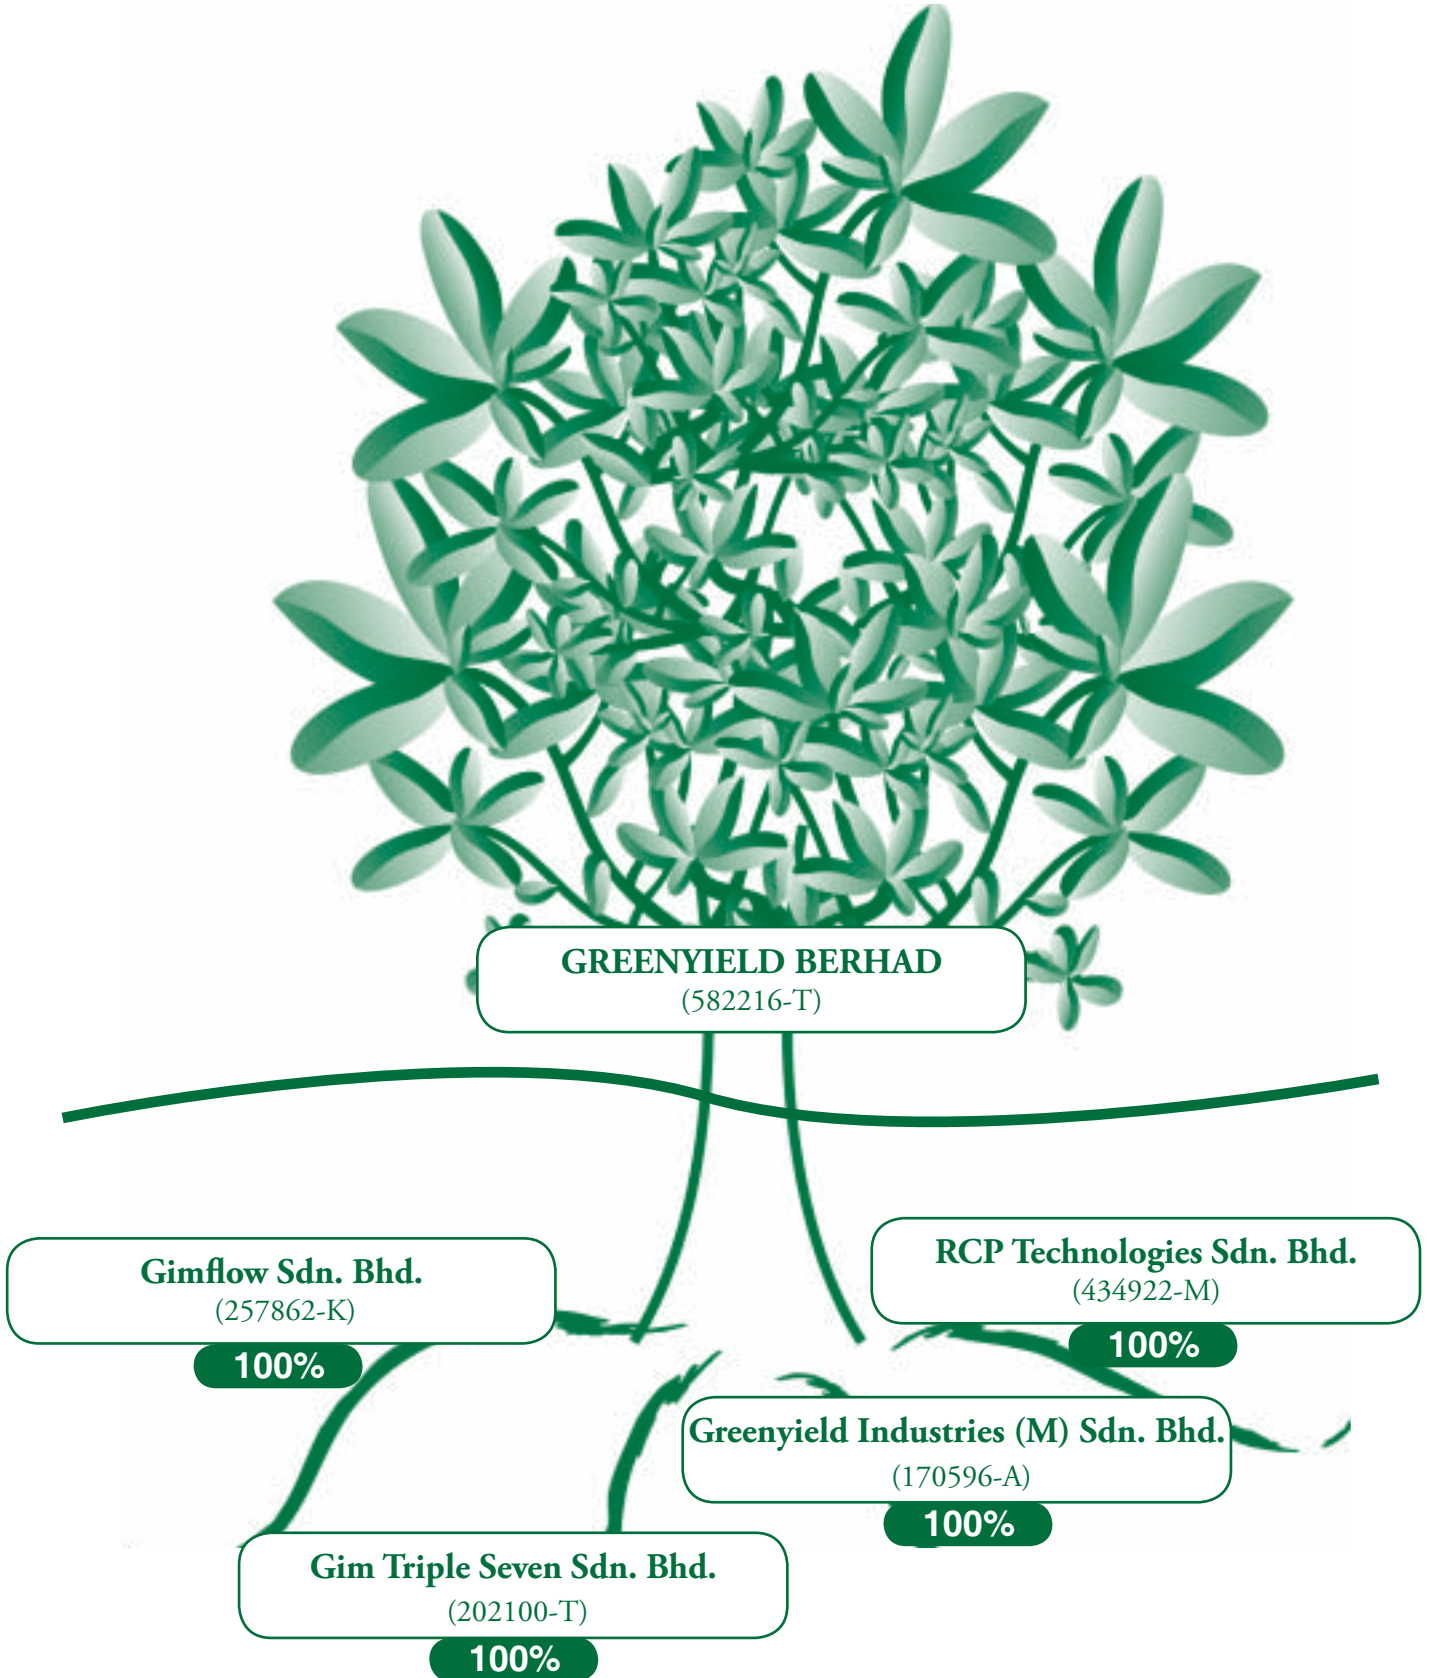 GREENYIELD BERHAD
(582216-T)
Gimflow Sdn. Bhd.
(257862-K)
100%
RCP Technologies Sdn. Bhd.
(434922-M)
100%
Greenyield Industries (M) Sdn. Bhd.
(170596-A)
100%
Gim Triple Seven Sdn. Bhd.
(202100-T)
100%